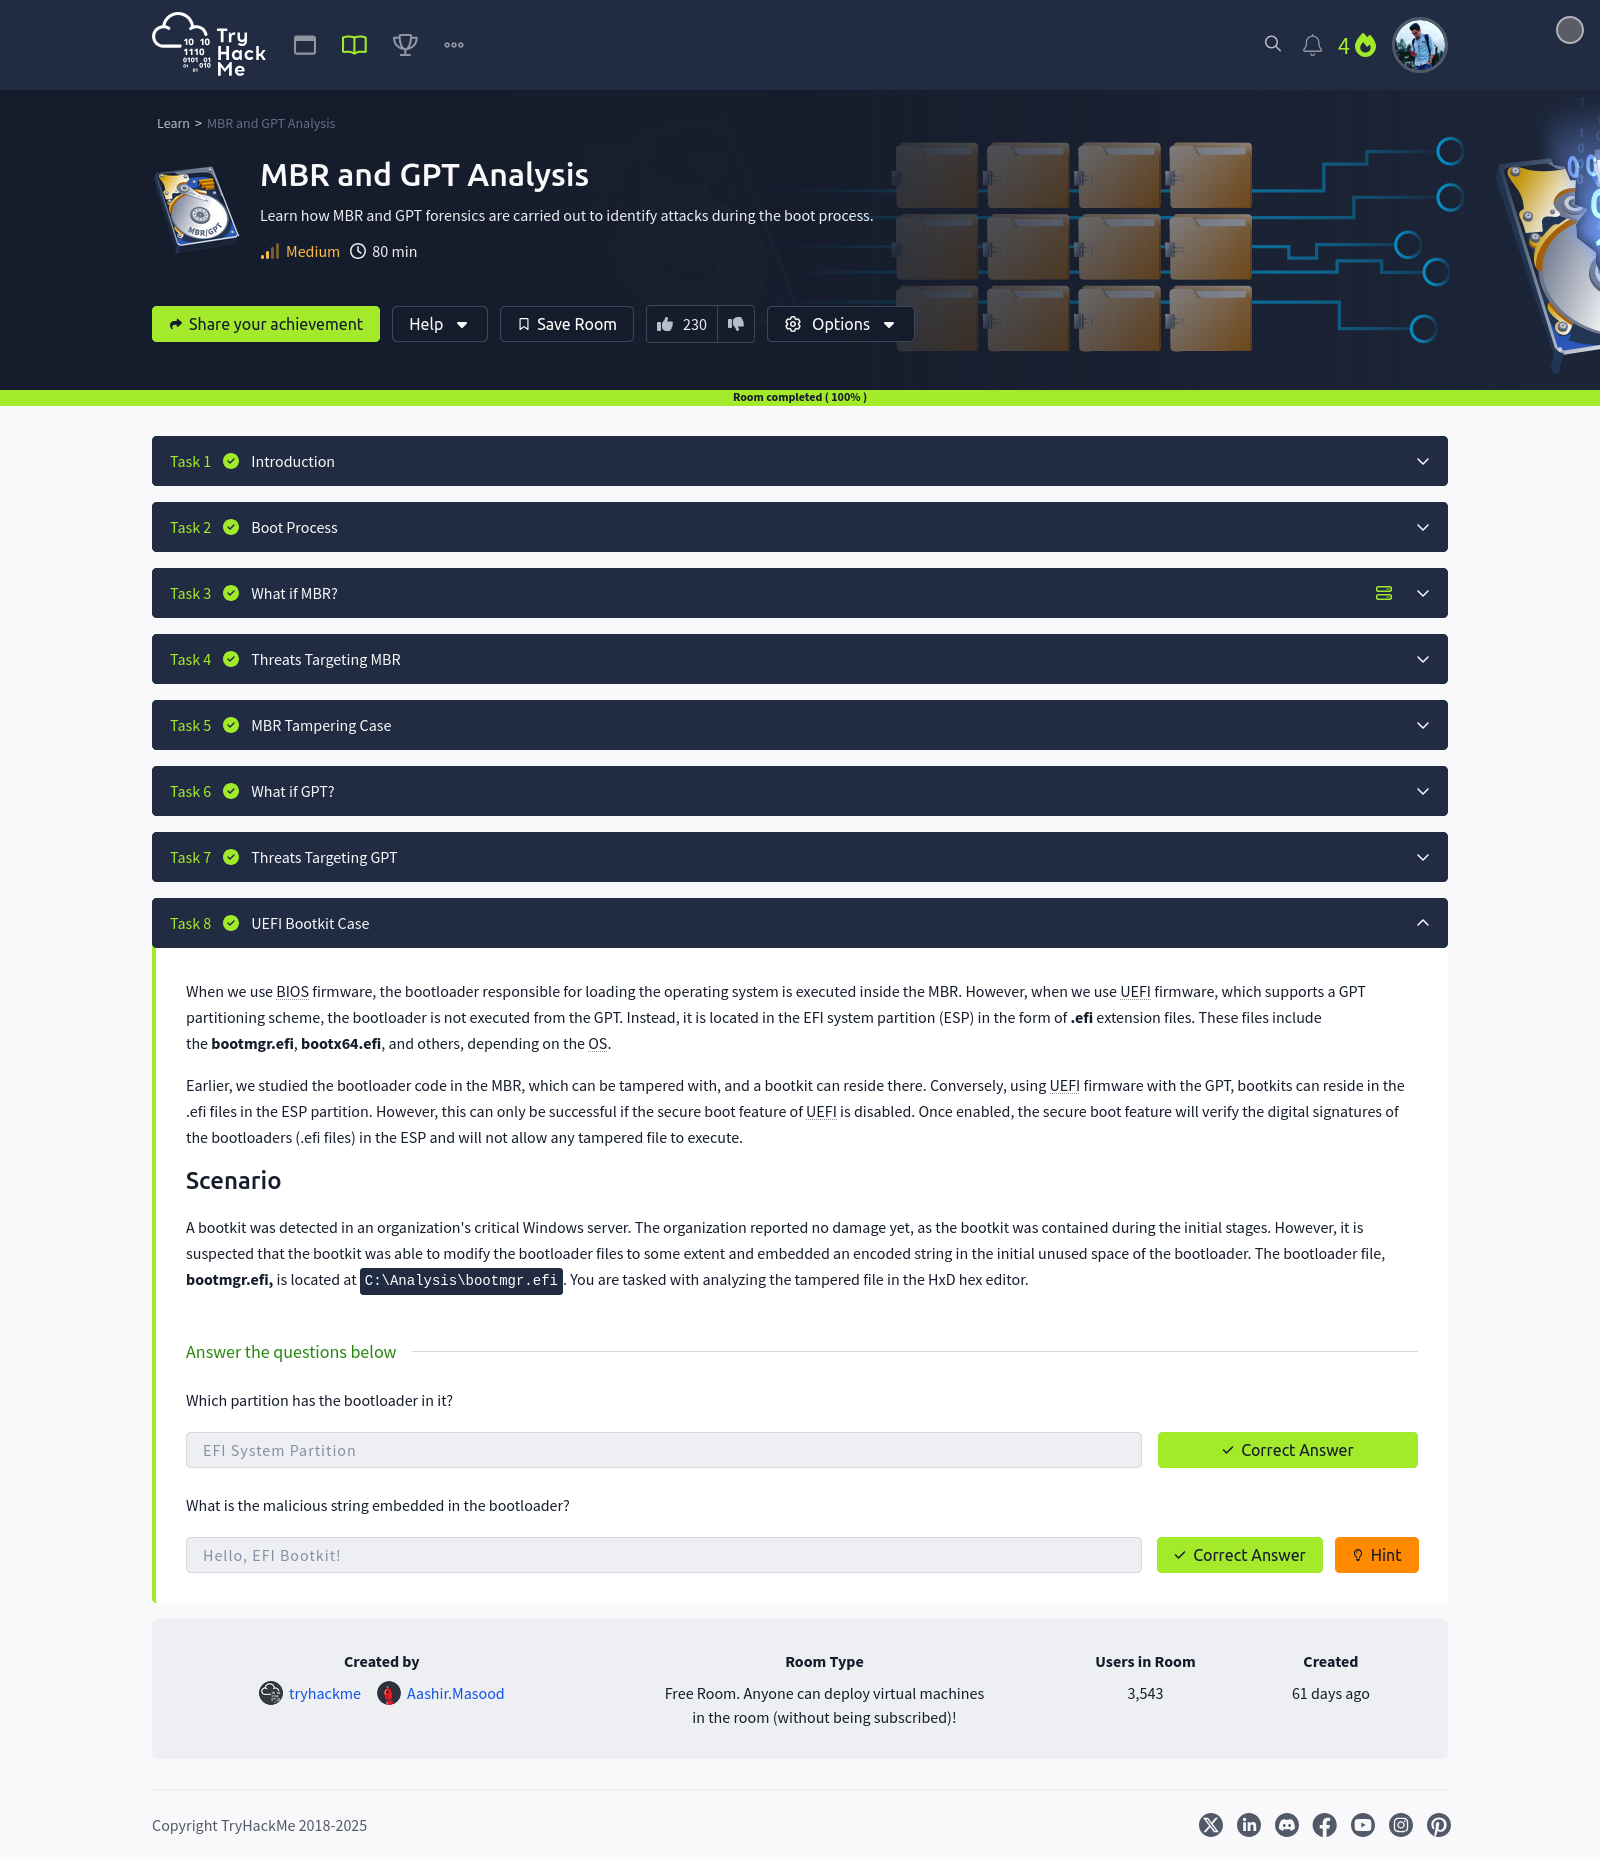 Try
Hack
Me
10 10
1110
0101 01
01
4
Learn > MBR and GPT Analysis
MBR/GPT
MBR and GPT Analysis
Learn how MBR and GPT forensics are carried out to identify attacks during the boot process.
Medium 80 min
Share your achievement Help Save Room 230 Options
Room completed ( 100% )
Task 1 Introduction
Task 2 Boot Process
Task 3 What if MBR?
Task 4 Threats Targeting MBR
Task 5 MBR Tampering Case
Task 6 What if GPT?
Task 7 Threats Targeting GPT
Task 8 UEFI Bootkit Case
When we use BIOS firmware, the bootloader responsible for loading the operating system is executed inside the MBR. However, when we use UEFI firmware, which supports a GPT
partitioning scheme, the bootloader is not executed from the GPT. Instead, it is located in the EFI system partition (ESP) in the form of .efi extension files. These files include
the bootmgr.efi, bootx64.efi, and others, depending on the OS.
Earlier, we studied the bootloader code in the MBR, which can be tampered with, and a bootkit can reside there. Conversely, using UEFI firmware with the GPT, bootkits can reside in the
.efi files in the ESP partition. However, this can only be successful if the secure boot feature of UEFI is disabled. Once enabled, the secure boot feature will verify the digital signatures of
the bootloaders (.efi files) in the ESP and will not allow any tampered file to execute.
Scenario
A bootkit was detected in an organization's critical Windows server. The organization reported no damage yet, as the bootkit was contained during the initial stages. However, it is
suspected that the bootkit was able to modify the bootloader files to some extent and embedded an encoded string in the initial unused space of the bootloader. The bootloader file,
bootmgr.efi, is located at C:\Analysis\bootmgr.efi. You are tasked with analyzing the tampered file in the HxD hex editor.
Answer the questions below
Which partition has the bootloader in it?
EFI System Partition Correct Answer
What is the malicious string embedded in the bootloader?
Hello, EFI Bootkit! Correct Answer Hint
Created by Room Type Users in Room Created
tryhackme Aashir.Masood Free Room. Anyone can deploy virtual machines 3,543 61 days ago
in the room (without being subscribed)!
Copyright TryHackMe 2018-2025